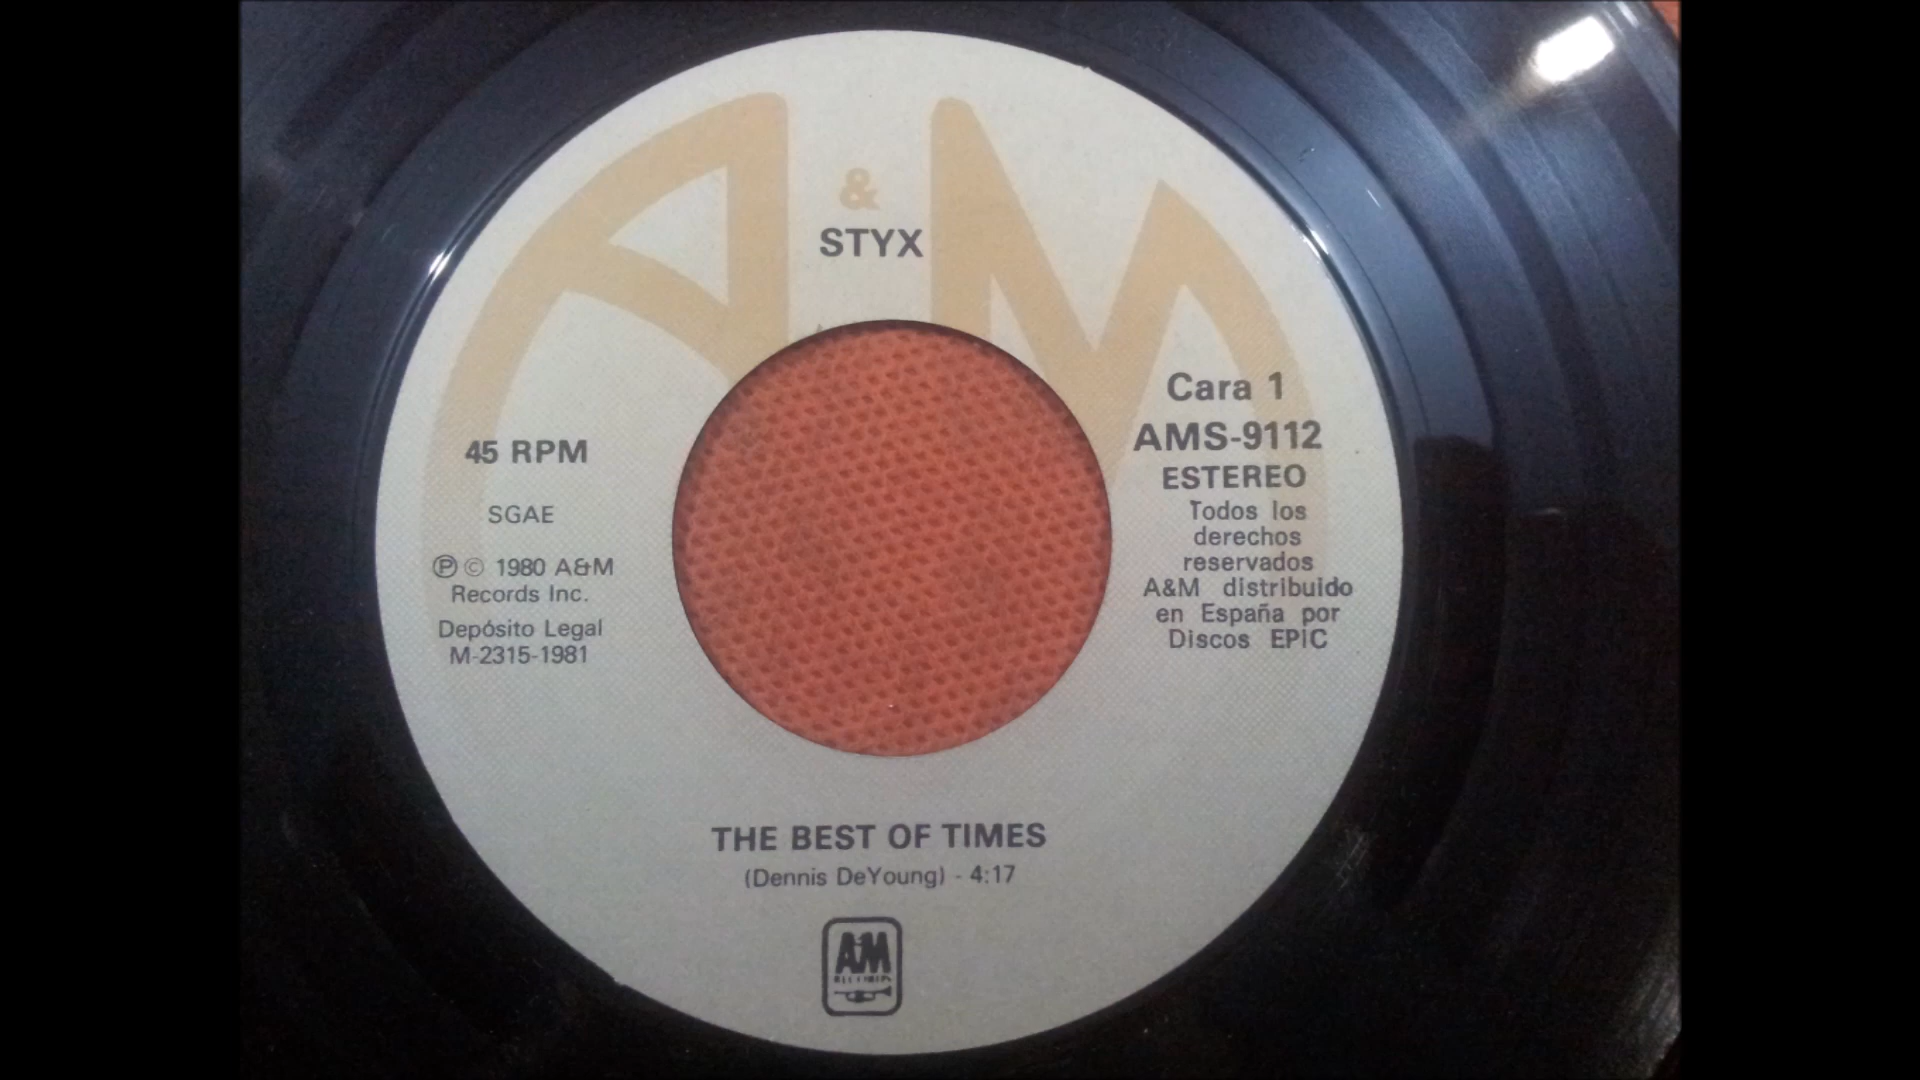 A & M
STYX
45 RPM
SGAE
Ⓟ © 1980 A&M
Records Inc.
Depósito Legal
M-2315-1981
Cara 1
AMS-9112
ESTEREO
Todos los
derechos
reservados
A&M distribuido
en España por
Discos EPIC
THE BEST OF TIMES
(Dennis DeYoung) - 4:17
A&M
RECORDS